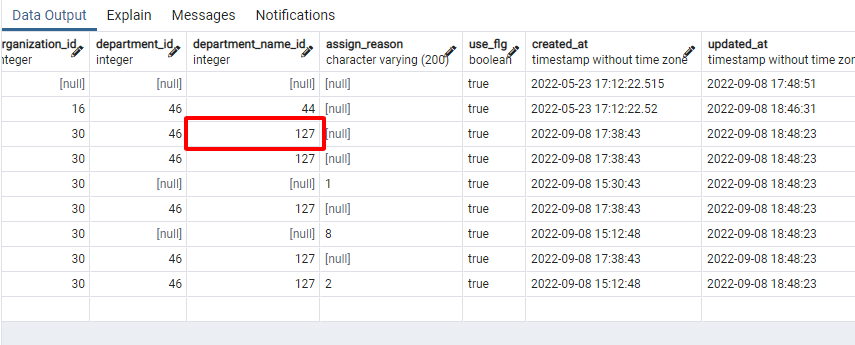 Data Output Explain Messages Notifications
rganization_id department_id department_name_id assign_reason use_flg created_at updated_at
nteger integer integer character varying (200) boolean timestamp without time zone timestamp without time zon
[null] [null] [null] [null] true 2022-05-23 17:12:22.515 2022-09-08 17:48:51
16 46 44 [null] true 2022-05-23 17:12:22.52 2022-09-08 18:46:31
30 46 127 [null] true 2022-09-08 17:38:43 2022-09-08 18:48:23
30 46 127 [null] true 2022-09-08 17:38:43 2022-09-08 18:48:23
30 [null] [null] 1 true 2022-09-08 15:30:43 2022-09-08 18:48:23
30 46 127 [null] true 2022-09-08 17:38:43 2022-09-08 18:48:23
30 [null] [null] 8 true 2022-09-08 15:12:48 2022-09-08 18:48:23
30 46 127 [null] true 2022-09-08 17:38:43 2022-09-08 18:48:23
30 46 127 2 true 2022-09-08 15:12:48 2022-09-08 18:48:23